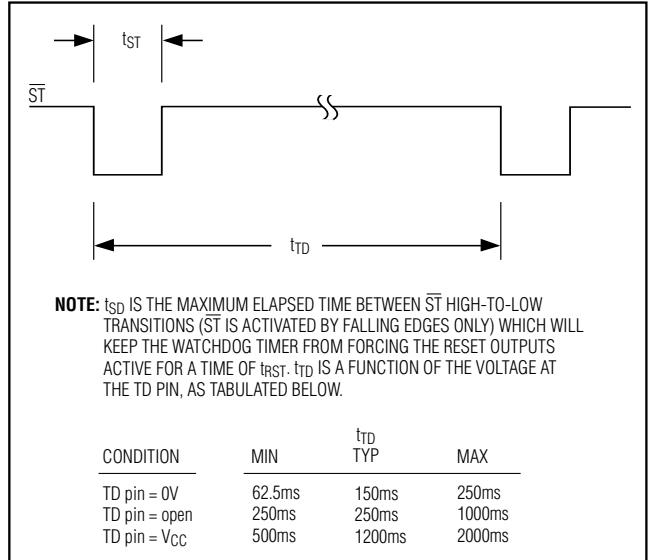 tST
ST
tTD
NOTE: tSD IS THE MAXIMUM ELAPSED TIME BETWEEN ST HIGH-TO-LOW
TRANSITIONS (ST IS ACTIVATED BY FALLING EDGES ONLY) WHICH WILL
KEEP THE WATCHDOG TIMER FROM FORCING THE RESET OUTPUTS
ACTIVE FOR A TIME OF tRST. tTD IS A FUNCTION OF THE VOLTAGE AT
THE TD PIN, AS TABULATED BELOW.
tTD
CONDITION MIN TYP MAX
TD pin = 0V 62.5ms 150ms 250ms
TD pin = open 250ms 250ms 1000ms
TD pin = VCC 500ms 1200ms 2000ms